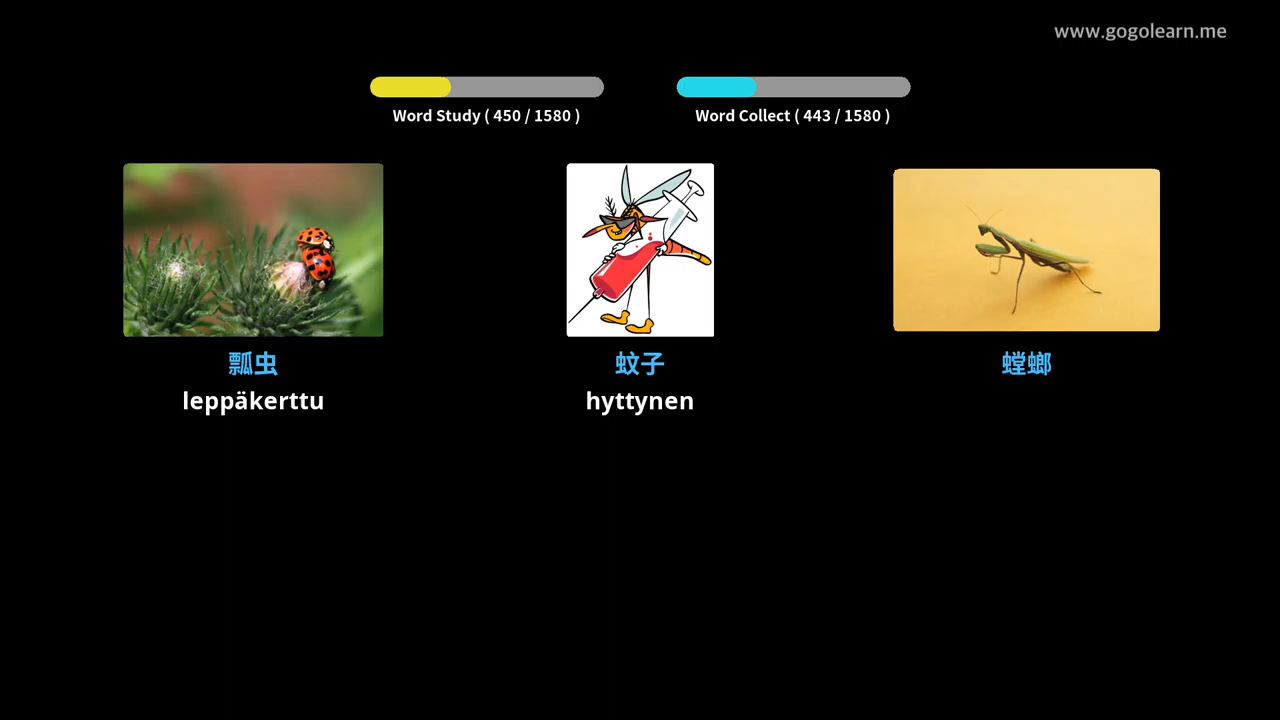 www.gogolearn.me
Word Study ( 450 / 1580 )
Word Collect ( 443 / 1580 )
瓢虫
蚊子
螳螂
leppäkerttu
hyttynen